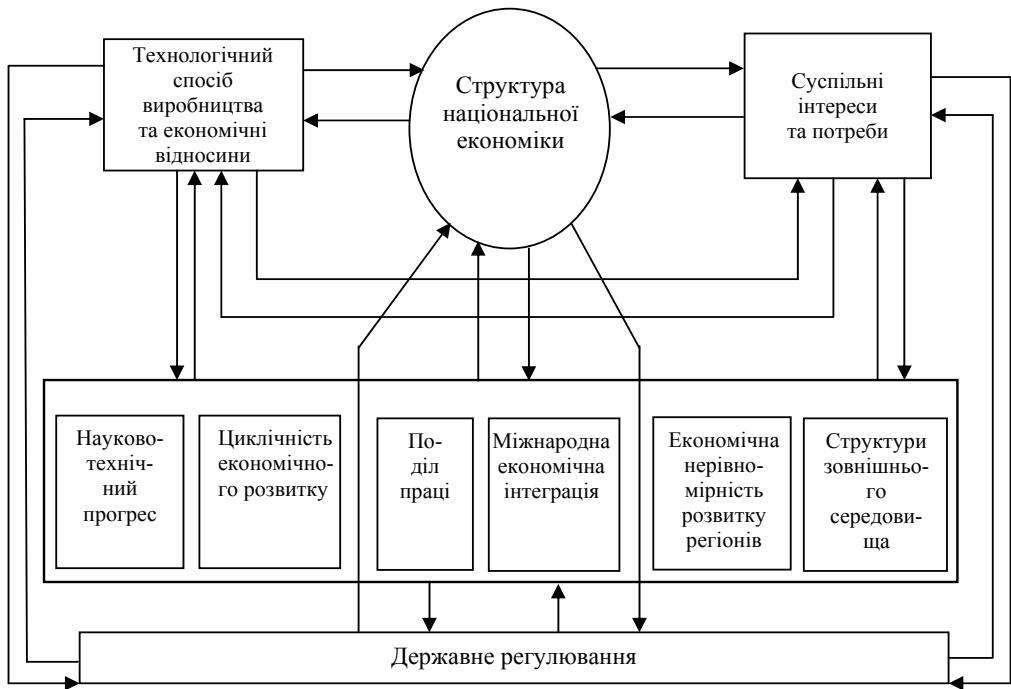 Технологічний
спосіб
виробництва
та економічні
відносини
Структура
національної
економіки
Суспільні
інтереси
та потреби
Науково-
техніч-
ний
прогрес
Циклічність
економічно-
го розвитку
По-
діл
праці
Міжнародна
економічна
інтеграція
Економічна
нерівно-
мірність
розвитку
регіонів
Структури
зовнішньо-
го
середови-
ща
Державне регулювання